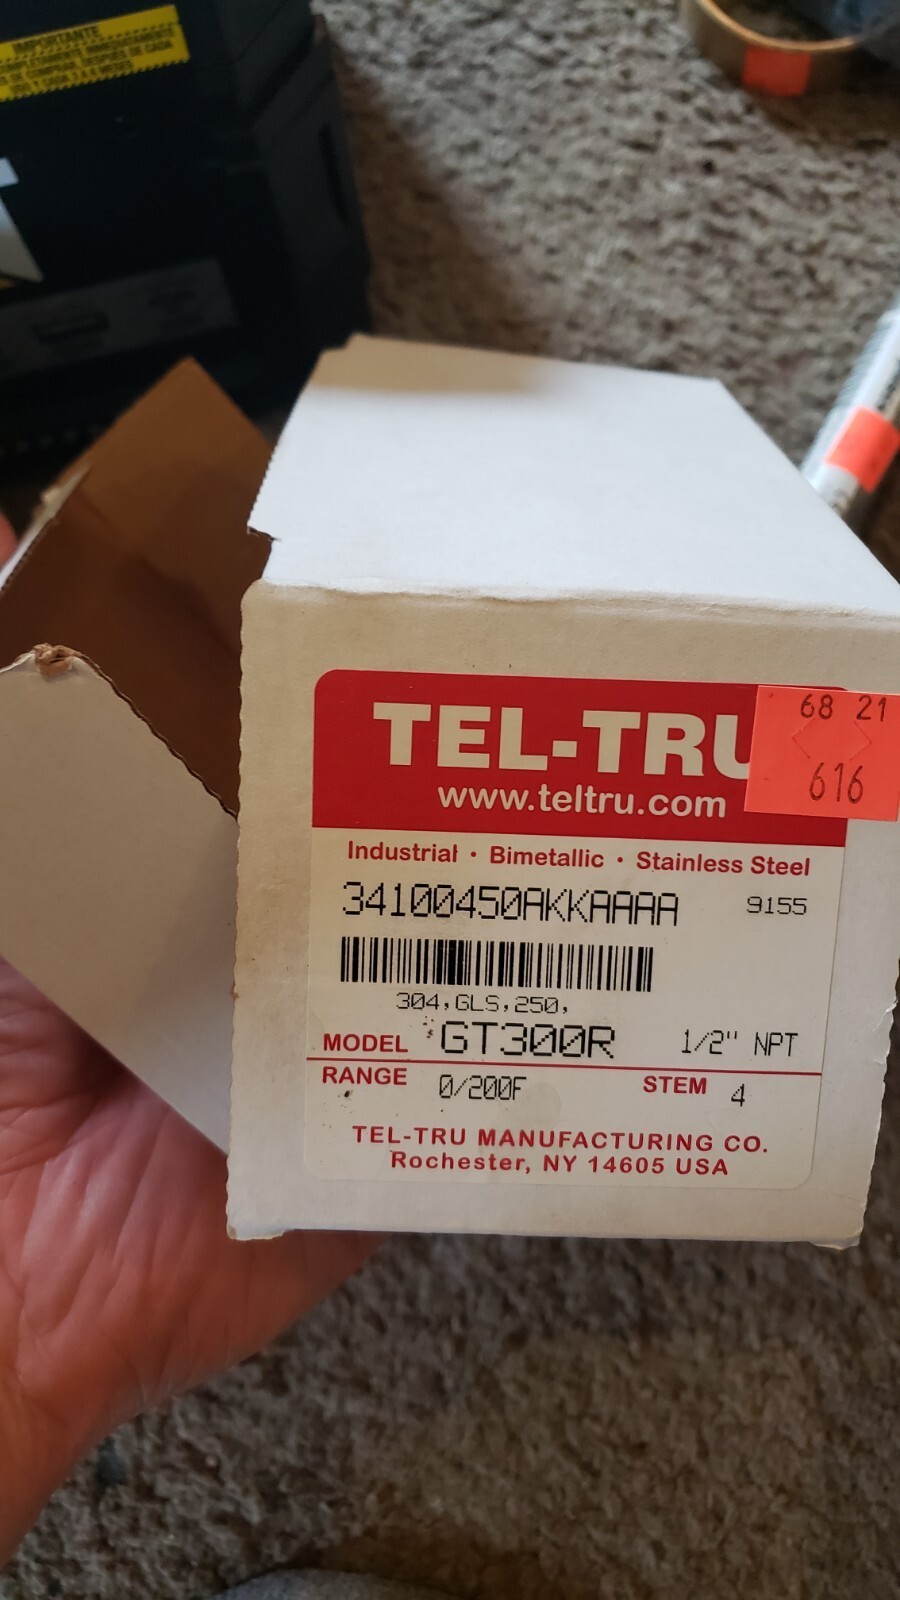 IMPORTANTE
TEL-TRU
www.teltru.com
68 21
616
Industrial • Bimetallic • Stainless Steel
34100450AKKAAAA 9155
304,GLS,250,
MODEL GT300R 1/2" NPT
RANGE 0/200F STEM 4
TEL-TRU MANUFACTURING CO.
Rochester, NY 14605 USA